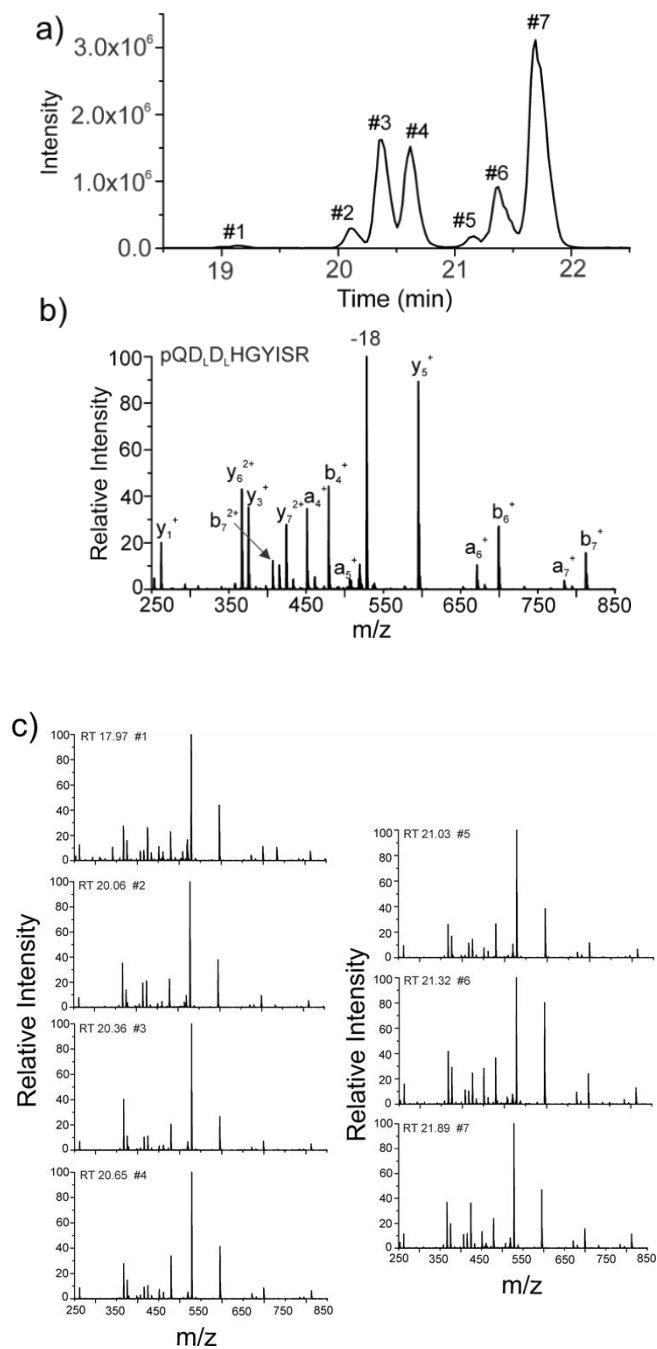 a)
3.0x10⁶
2.0x10⁶
1.0x10⁶
0.0
Intensity
#1
#2
#3
#4
#5
#6
#7
19 20 21 22
Time (min)
b)
pQDLDLHGYISR
-18
100
80
60
40
20
0
Relative Intensity
y₁⁺
y₆²⁺
b₇²⁺
y₃⁺
y₇²⁺
a₄⁺
b₄⁺
a₅⁺
y₅⁺
a₆⁺
b₆⁺
a₇⁺
b₇⁺
250 350 450 550 650 750 850
m/z
c)
RT 17.97 #1
100
80
60
40
20
0
RT 20.06 #2
100
80
60
40
20
0
RT 20.36 #3
100
80
60
40
20
0
RT 20.65 #4
100
80
60
40
20
0
Relative Intensity
250 350 450 550 650 750 850
m/z
RT 21.03 #5
100
80
60
40
20
0
RT 21.32 #6
100
80
60
40
20
0
RT 21.89 #7
100
80
60
40
20
0
Relative Intensity
250 350 450 550 650 750 850
m/z